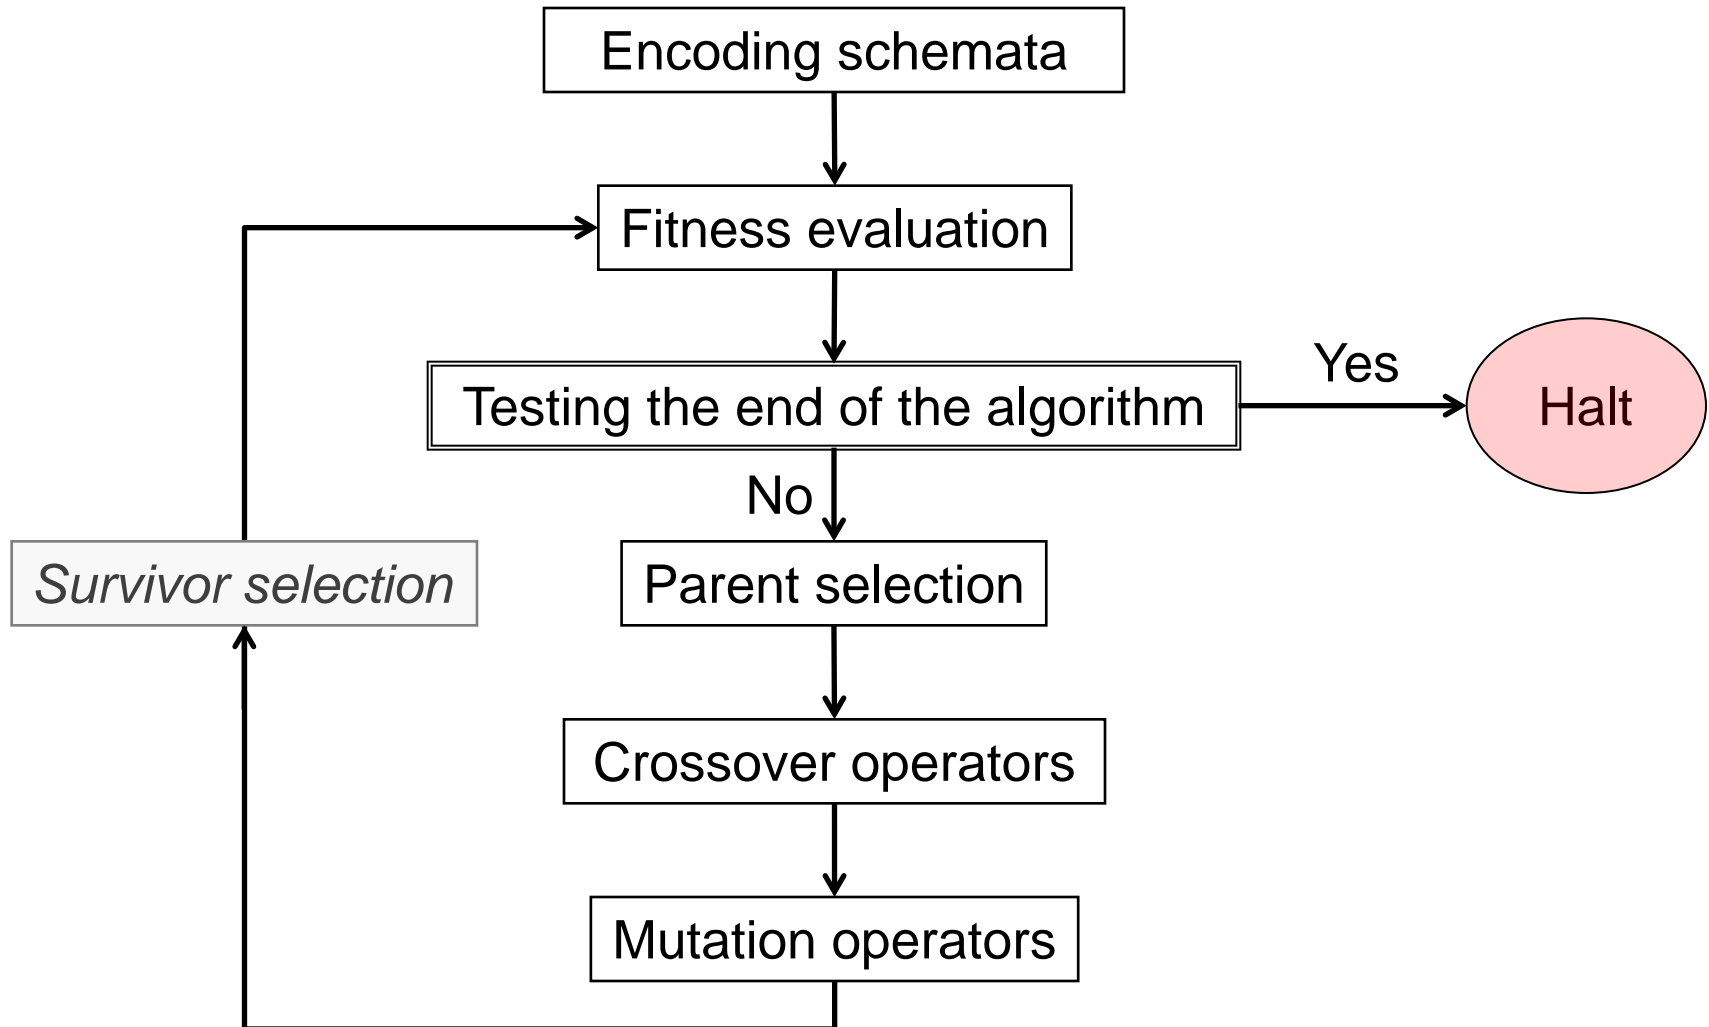 Encoding schemata
Fitness evaluation
Testing the end of the algorithm
Yes
Halt
No
Survivor selection
Parent selection
Crossover operators
Mutation operators